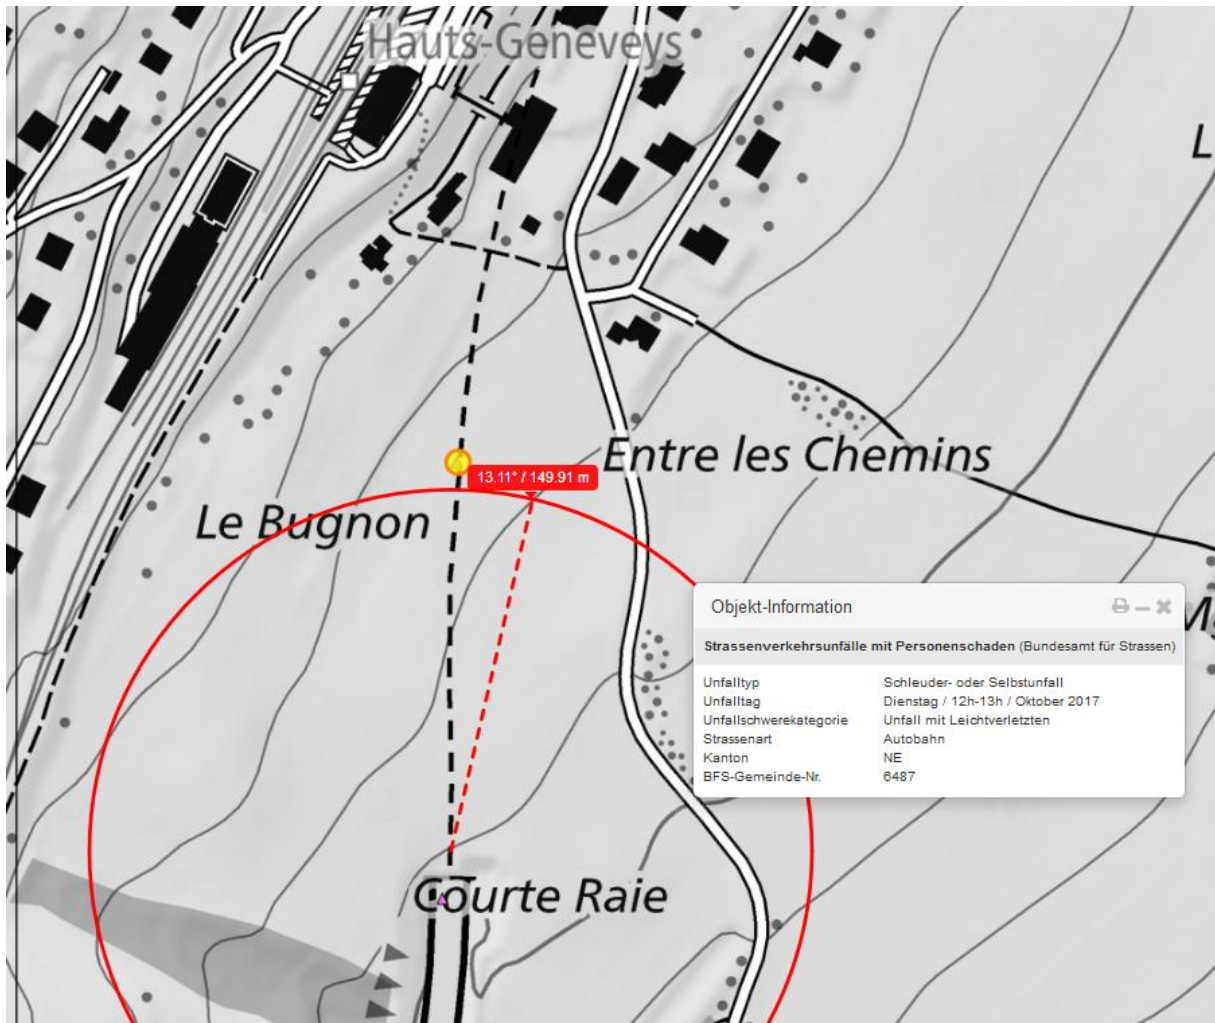 Hauts-Geneveys
L
Entre les Chemins
13.11° / 149.91 m
Le Bugnon
Objekt-Information
Strassenverkehrsunfälle mit Personenschaden (Bundesamt für Strassen)
Unfalltyp Schleuder- oder Selbstunfall
Unfalltag Dienstag / 12h-13h / Oktober 2017
Unfallschwerekategorie Unfall mit Leichtverletzten
Strassenart Autobahn
Kanton NE
BFS-Gemeinde-Nr. 6487
Courte Raie